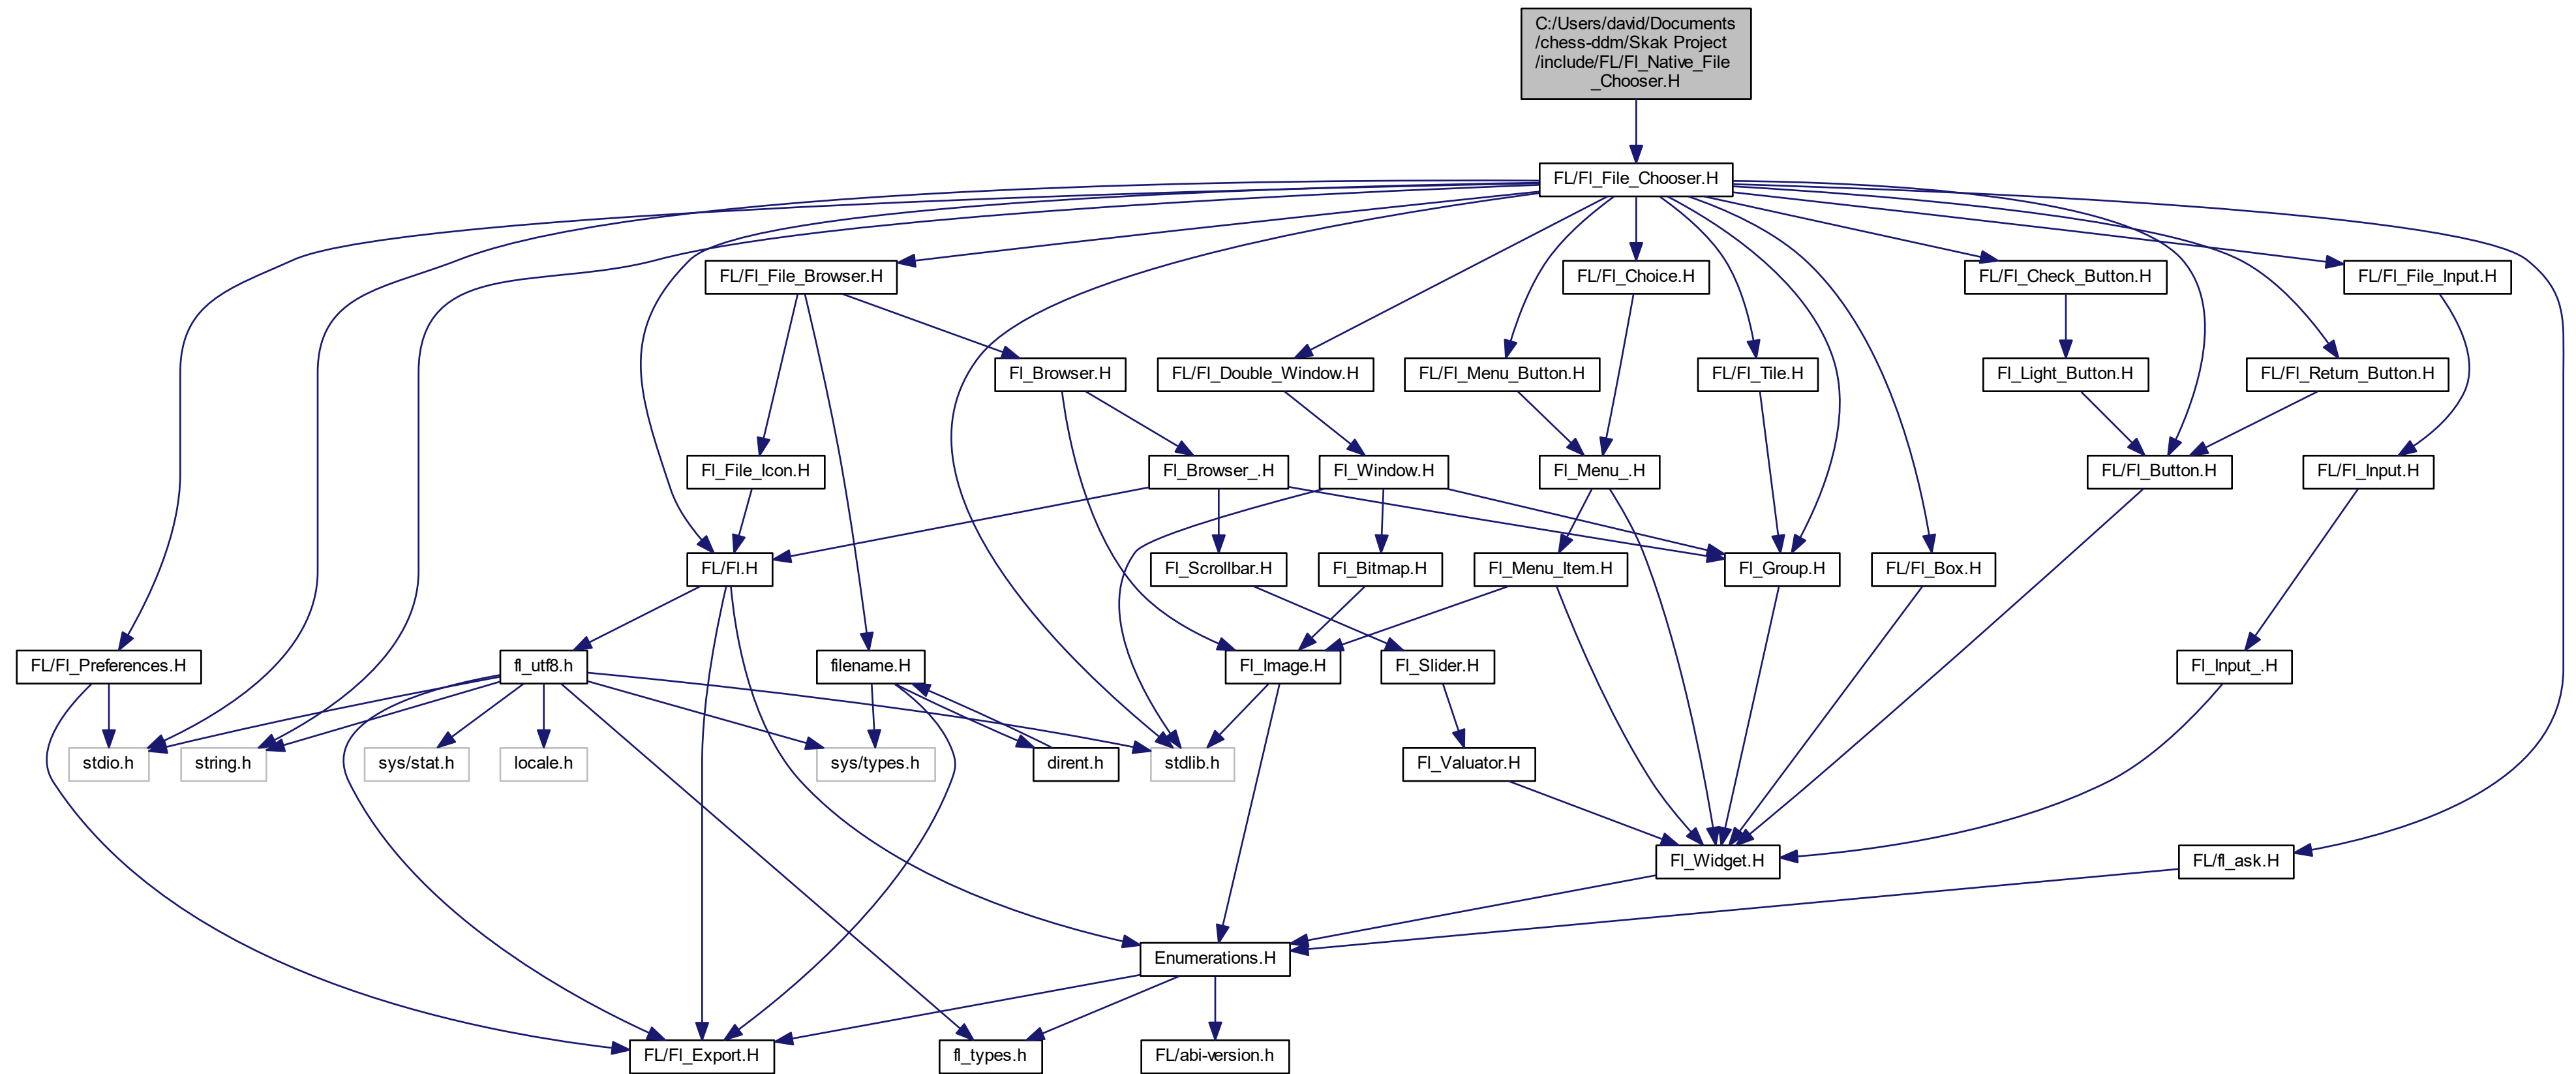 C:/Users/david/Documents
/chess-ddm/Skak Project
/include/FL/Fl_Native_File
_Chooser.H
FL/Fl_File_Chooser.H
FL/Fl_File_Browser.H
FL/Fl_Choice.H
FL/Fl_Check_Button.H
FL/Fl_File_Input.H
Fl_Browser.H
FL/Fl_Double_Window.H
FL/Fl_Menu_Button.H
FL/Fl_Tile.H
Fl_Light_Button.H
FL/Fl_Return_Button.H
Fl_File_Icon.H
Fl_Browser_.H
Fl_Window.H
Fl_Menu_.H
FL/Fl_Button.H
FL/Fl_Input.H
FL/Fl.H
Fl_Scrollbar.H
Fl_Bitmap.H
Fl_Menu_Item.H
Fl_Group.H
FL/Fl_Box.H
FL/Fl_Preferences.H
fl_utf8.h
filename.H
Fl_Image.H
Fl_Slider.H
Fl_Input_.H
stdio.h
string.h
sys/stat.h
locale.h
sys/types.h
dirent.h
stdlib.h
Fl_Valuator.H
Fl_Widget.H
FL/fl_ask.H
Enumerations.H
FL/Fl_Export.H
fl_types.h
FL/abi-version.h